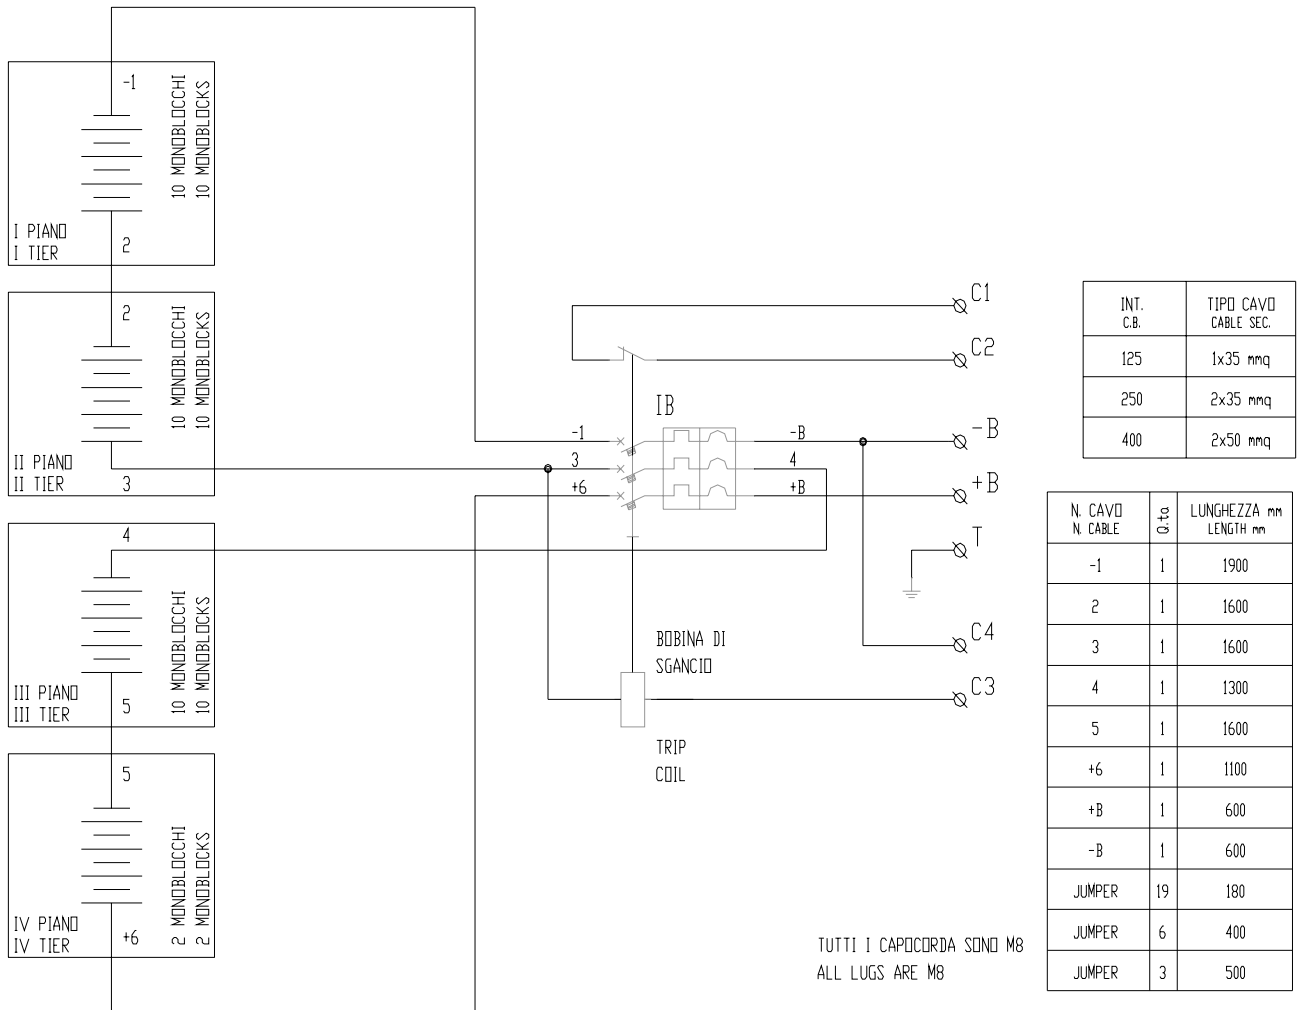 -1
10 MONOBLOCCHI
10 MONOBLOCKS
I PIANO
I TIER
2
2
10 MONOBLOCCHI
10 MONOBLOCKS
II PIANO
II TIER
3
4
10 MONOBLOCCHI
10 MONOBLOCKS
III PIANO
III TIER
5
5
2 MONOBLOCCHI
2 MONOBLOCKS
IV PIANO
IV TIER
+6
C1
C2
IB
-1
-B
-B
3
4
+6
+B
+B
T
C4
C3
BOBINA DI
SGANCIO
TRIP
COIL
TUTTI I CAPOCORDA SONO M8
ALL LUGS ARE M8
INT. TIPO CAVO
C.B. CABLE SEC.
125 1x35 mmq
250 2x35 mmq
400 2x50 mmq
N. CAVO Q.ta LUNGHEZZA mm
N. CABLE LENGTH mm
-1 1 1900
2 1 1600
3 1 1600
4 1 1300
5 1 1600
+6 1 1100
+B 1 600
-B 1 600
JUMPER 19 180
JUMPER 6 400
JUMPER 3 500